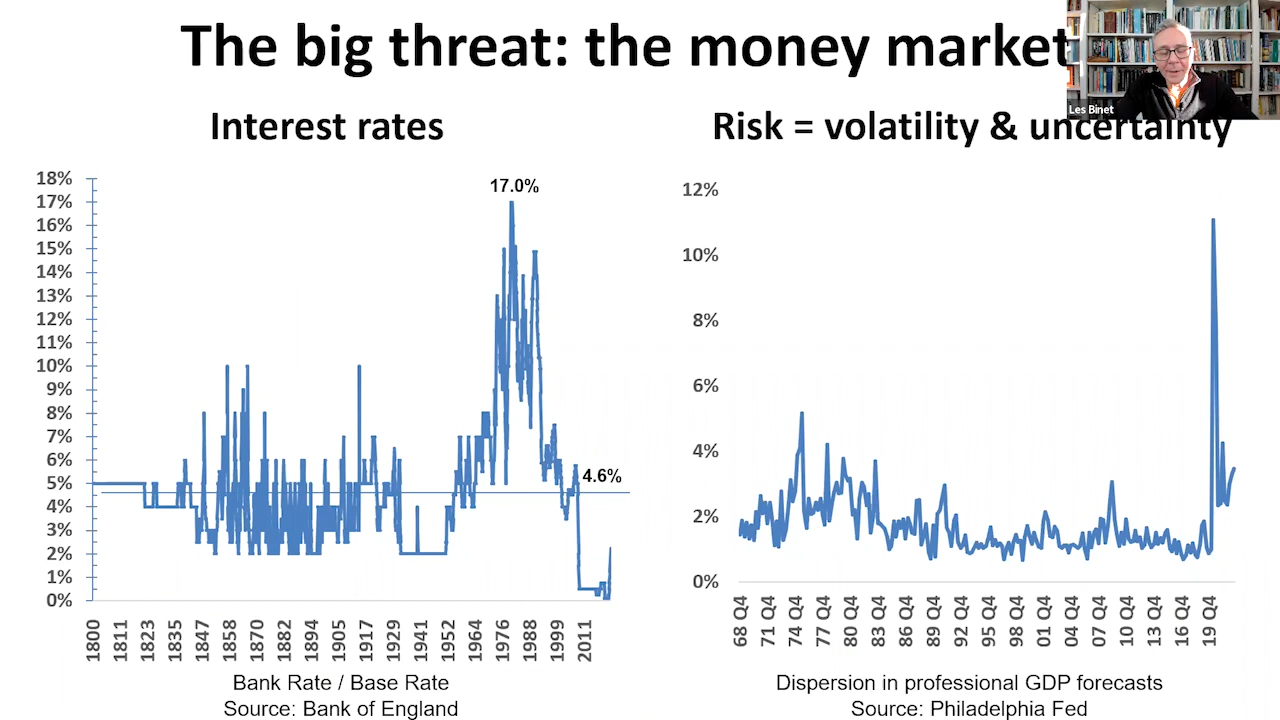 The big threat: the money market
Les Binet
Interest rates
Risk = volatility & uncertainty
18%
17%
16%
15%
14%
13%
12%
11%
10%
9%
8%
7%
6%
5%
4%
3%
2%
1%
0%
17.0%
4.6%
1800
1811
1823
1835
1847
1858
1870
1882
1894
1905
1917
1929
1941
1952
1964
1976
1988
1999
2011
Bank Rate / Base Rate
Source: Bank of England
12%
10%
8%
6%
4%
2%
0%
68 Q4
71 Q4
74 Q4
77 Q4
80 Q4
83 Q4
86 Q4
89 Q4
92 Q4
95 Q4
98 Q4
01 Q4
04 Q4
07 Q4
10 Q4
13 Q4
16 Q4
19 Q4
Dispersion in professional GDP forecasts
Source: Philadelphia Fed